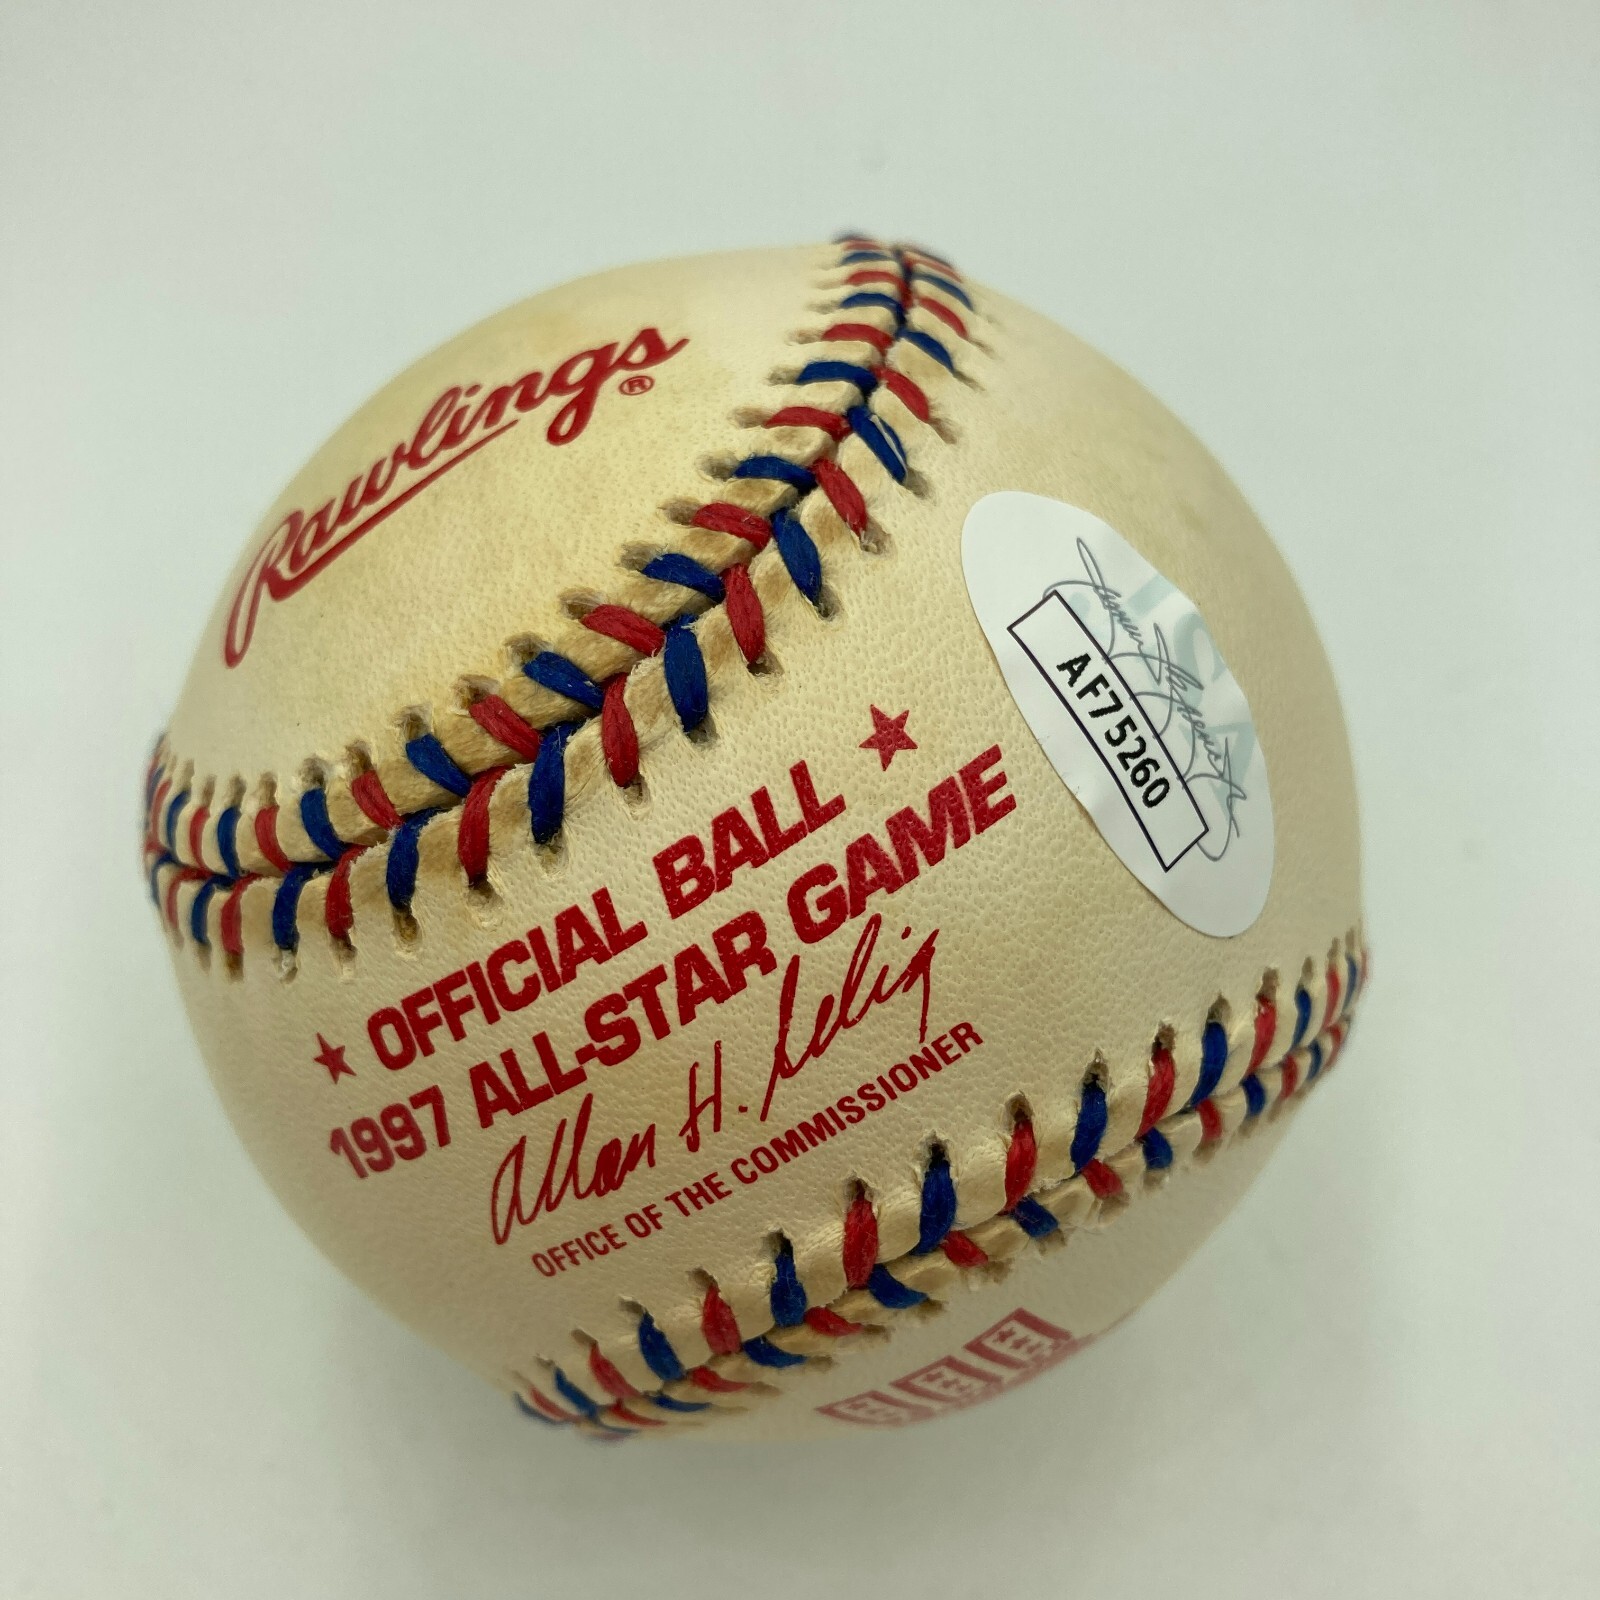 Rawlings®
★ OFFICIAL BALL ★
1997 ALL-STAR GAME
Allan H. Selig
OFFICE OF THE COMMISSIONER
AF75260